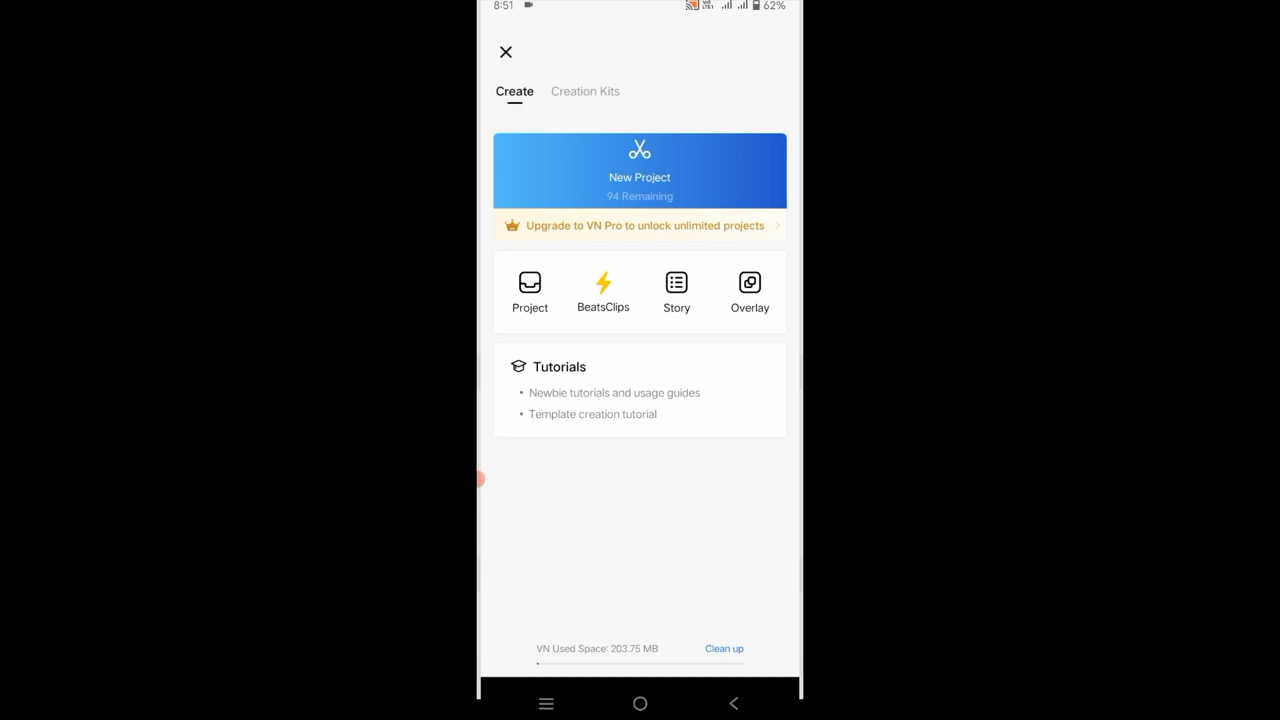 8:51 62%
Create Creation Kits
New Project
94 Remaining
Upgrade to VN Pro to unlock unlimited projects
Project BeatsClips Story Overlay
Tutorials
• Newbie tutorials and usage guides
• Template creation tutorial
VN Used Space: 203.75 MB Clean up